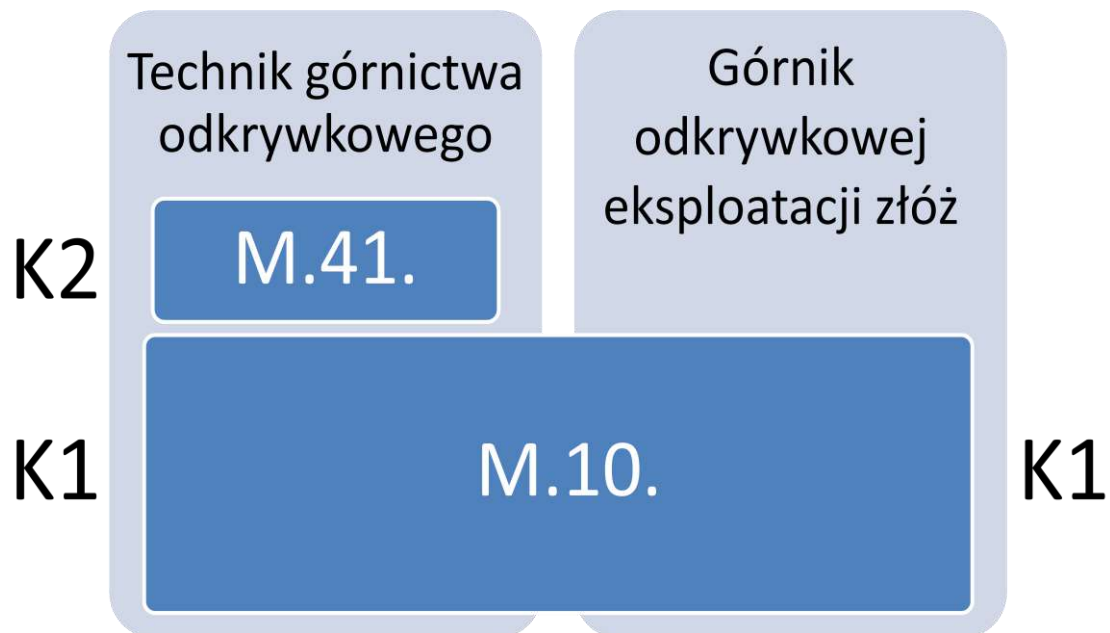 Technik górnictwa
odkrywkowego
Górnik
odkrywkowej
eksploatacji złóż
K2
M.41.
K1
M.10.
K1